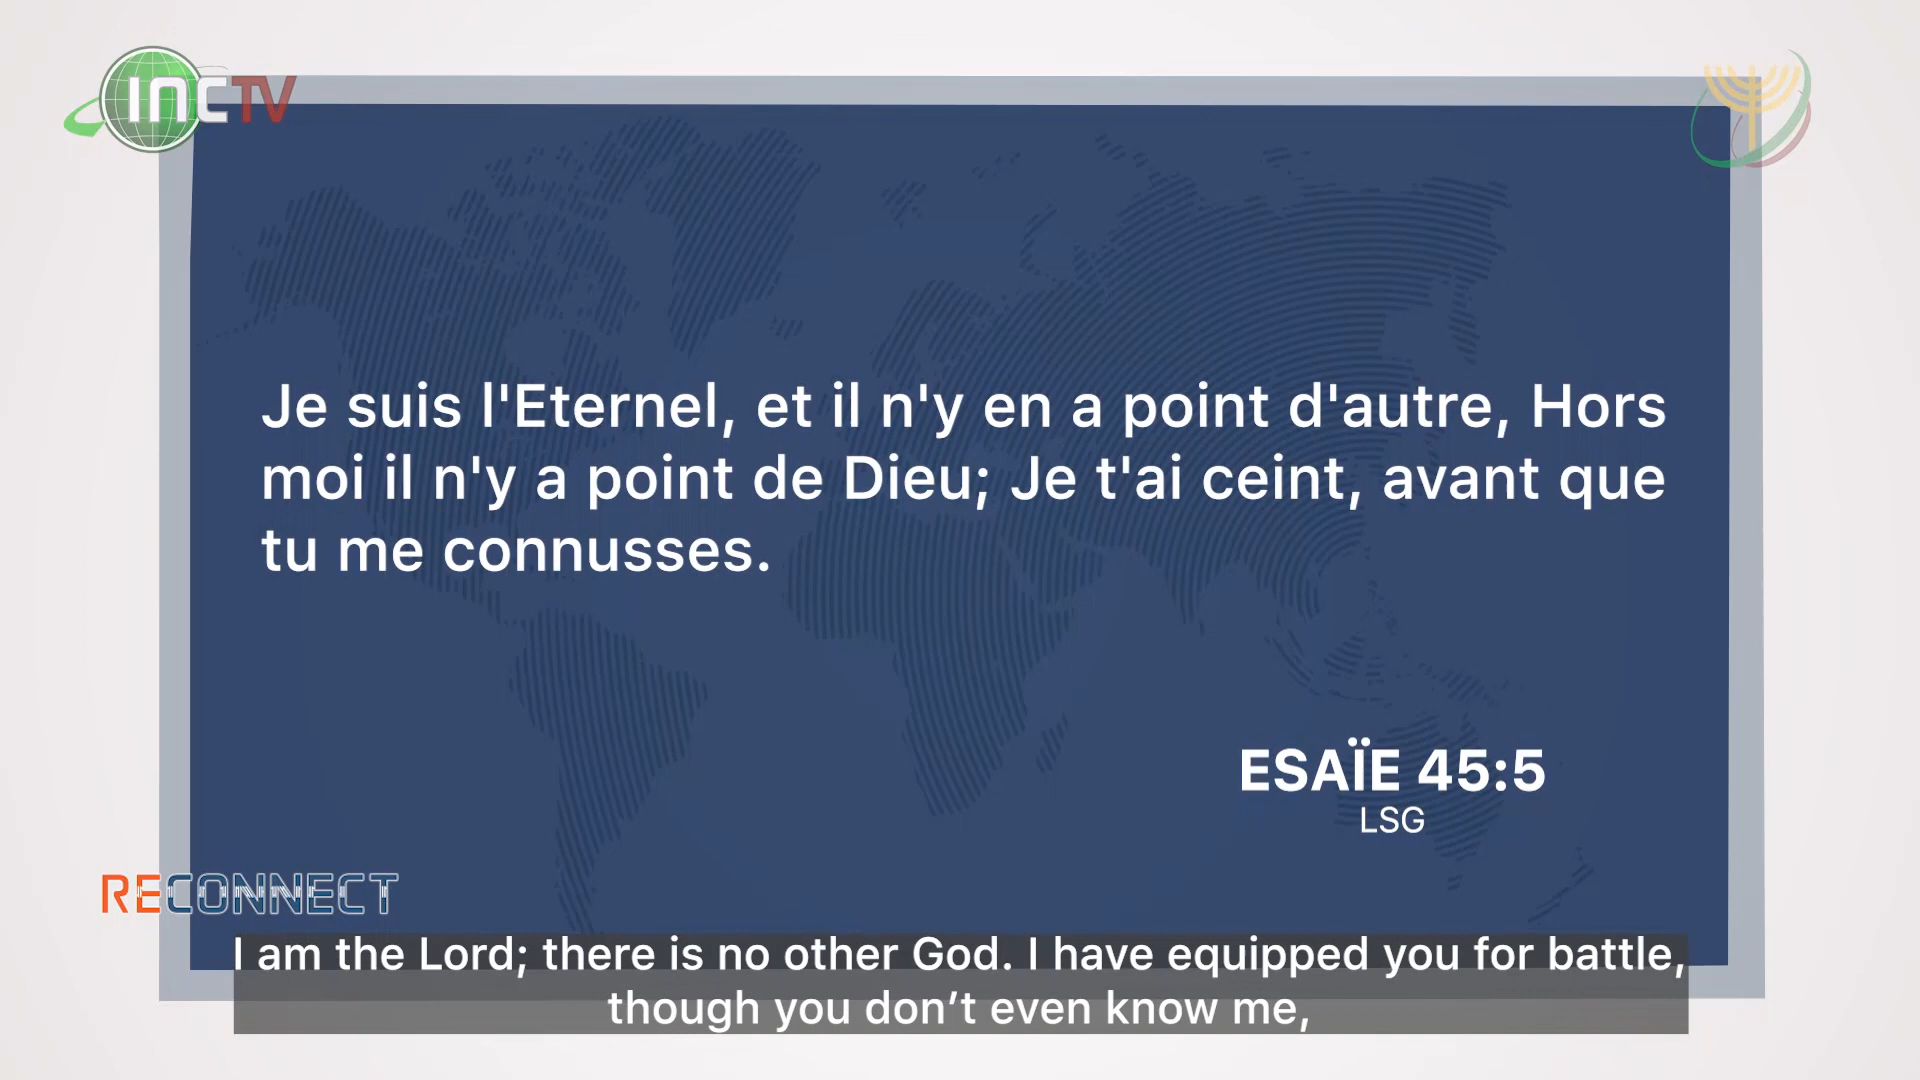 INCTV
Je suis l'Eternel, et il n'y en a point d'autre, Hors
moi il n'y a point de Dieu; Je t'ai ceint, avant que
tu me connusses.
ESAÏE 45:5
LSG
RECONNECT
I am the Lord; there is no other God. I have equipped you for battle,
though you don’t even know me,